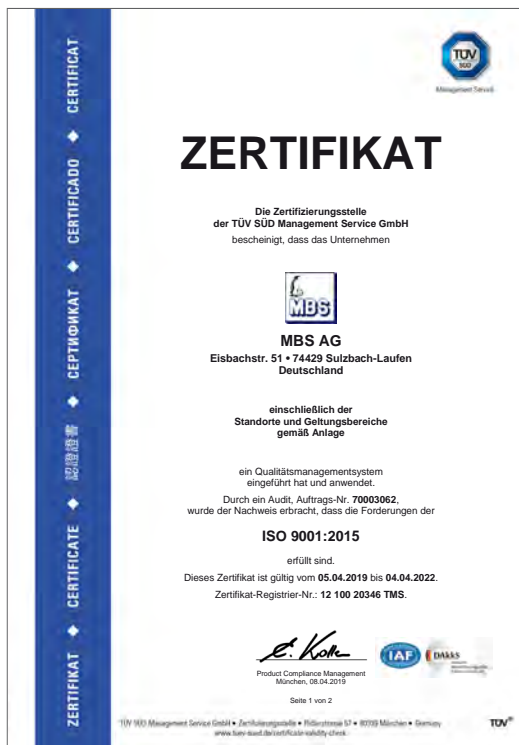 TÜV
SÜD
Management Service
ZERTIFIKAT
Die Zertifizierungsstelle
der TÜV SÜD Management Service GmbH
bescheinigt, dass das Unternehmen
MBS
MBS AG
Eisbachstr. 51 • 74429 Sulzbach-Laufen
Deutschland
einschließlich der
Standorte und Geltungsbereiche
gemäß Anlage
ein Qualitätsmanagementsystem
eingeführt hat und anwendet.
Durch ein Audit, Auftrags-Nr. 70003062,
wurde der Nachweis erbracht, dass die Forderungen der
ISO 9001:2015
erfüllt sind.
Dieses Zertifikat ist gültig vom 05.04.2019 bis 04.04.2022.
Zertifikat-Registrier-Nr.: 12 100 20346 TMS.
Product Compliance Management
München, 08.04.2019
IAF
DAkkS
Seite 1 von 2
TÜV SÜD Management Service GmbH • Zertifizierungsstelle • Ridlerstrasse 57 • 80339 München • Germany
www.tuev-sued.de/certificate-validity-check
TÜV®
ZERTIFIKAT ◆ CERTIFICATE ◆ 認證證書 ◆ СЕРТИФИКАТ ◆ CERTIFICADO ◆ CERTIFICAT